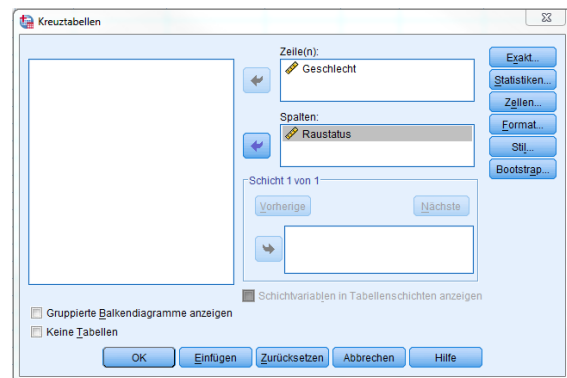 Kreuztabellen
Zeile(n):
Geschlecht
Spalten:
Raustatus
Schicht 1 von 1
Vorherige
Nächste
Schichtvariablen in Tabellenschichten anzeigen
Exakt...
Statistiken...
Zellen...
Format...
Stil...
Bootstrap...
Gruppierte Balkendiagramme anzeigen
Keine Tabellen
OK Einfügen Zurücksetzen Abbrechen Hilfe